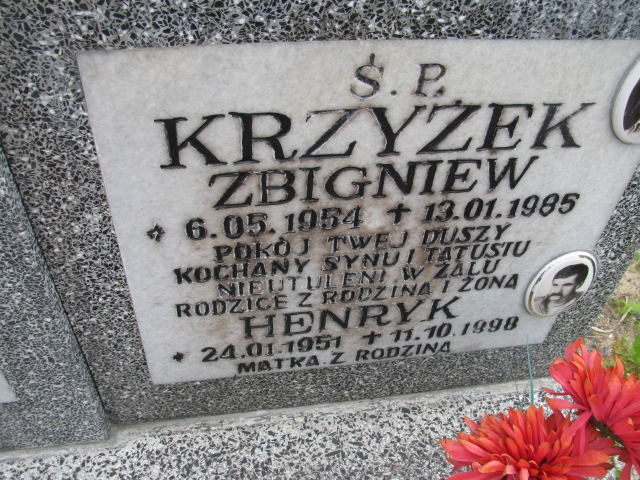 Ś.P.
KRZYŻEK
ZBIGNIEW
* 6.05.1954 + 13.01.1985
POKÓJ TWEJ DUSZY
KOCHANY SYNU I TATUSIU
NIEUTULENI W ŻALU
RODZICE Z RODZINĄ I ŻONA
HENRYK
* 24.01.1951 + 11.10.1998
MATKA Z RODZINĄ